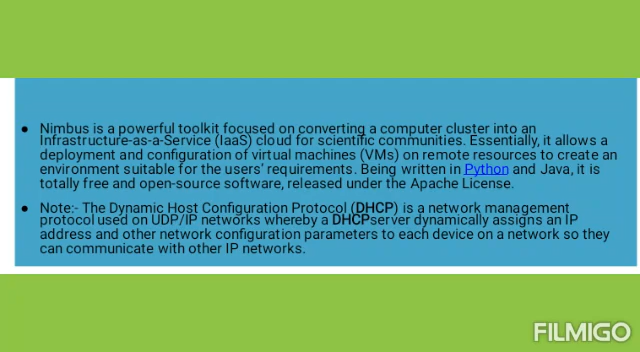 ● Nimbus is a powerful toolkit focused on converting a computer cluster into an
Infrastructure-as-a-Service (IaaS) cloud for scientific communities. Essentially, it allows a
deployment and configuration of virtual machines (VMs) on remote resources to create an
environment suitable for the users' requirements. Being written in Python and Java, it is
totally free and open-source software, released under the Apache License.
● Note:- The Dynamic Host Configuration Protocol (DHCP) is a network management
protocol used on UDP/IP networks whereby a DHCPserver dynamically assigns an IP
address and other network configuration parameters to each device on a network so they
can communicate with other IP networks.
FILMIGO